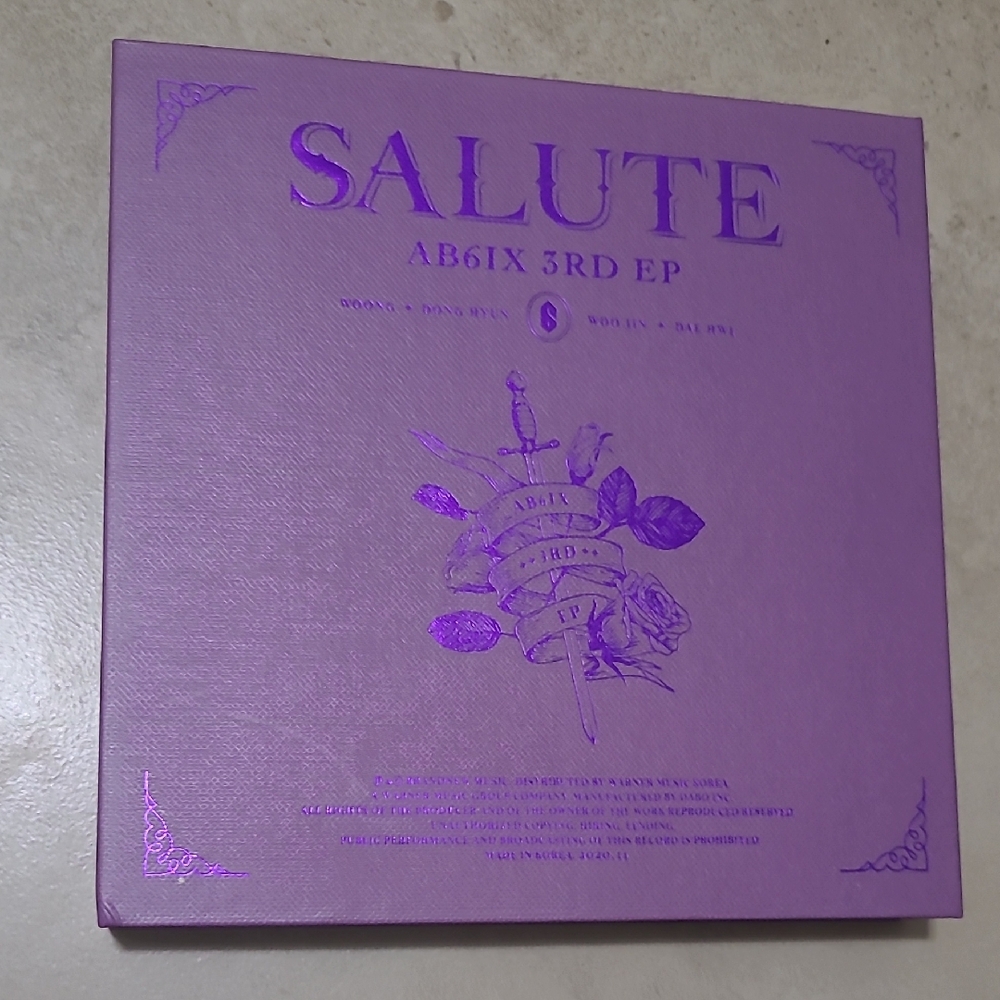 SALUTE
AB6IX 3RD EP
WOONG + DONG HYUN 6 WOO JIN + DAE HWI
AB6IX
3RD
EP
BRANDNEW MUSIC. DISTRIBUTED BY WARNER MUSIC KOREA
A WARNER MUSIC GROUP COMPANY. MANUFACTURED BY DABO INC.
ALL RIGHTS OF THE PRODUCER AND OF THE OWNER OF THE WORK REPRODUCED RESERVED
UNAUTHORIZED COPYING, HIRING, LENDING,
PUBLIC PERFORMANCE AND BROADCASTING OF THIS RECORD IS PROHIBITED
MADE IN KOREA 2020.11